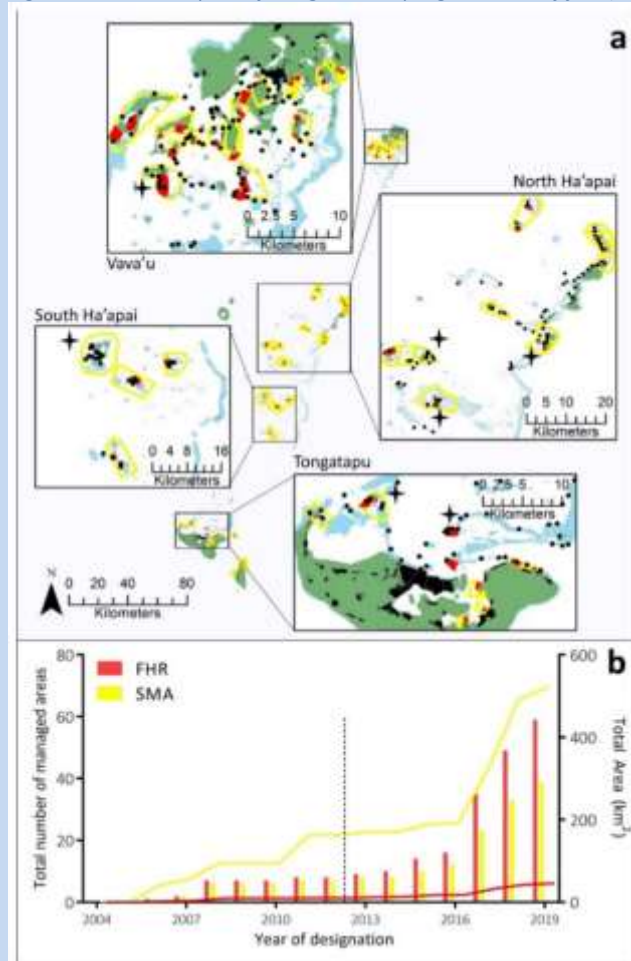 a
Vava'u
0 2.5 5 10
Kilometers
North Ha'apai
0 5 10 20
Kilometers
South Ha'apai
0 4 8 16
Kilometers
Tongatapu
0 2.5 5 10
Kilometers
N
0 20 40 80
Kilometers
b
FHR
SMA
Total number of managed areas
80
60
40
20
0
Total Area (km²)
600
400
200
0
2004 2007 2010 2013 2016 2019
Year of designation